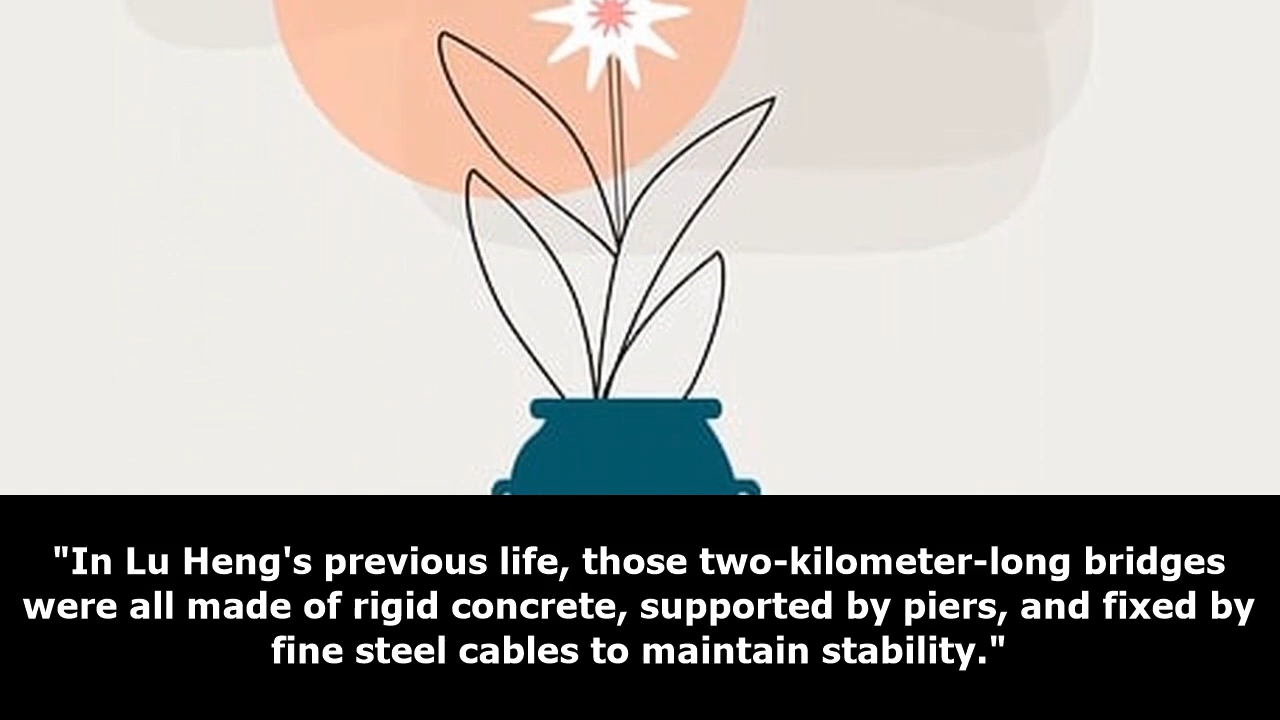 "In Lu Heng's previous life, those two-kilometer-long bridges
were all made of rigid concrete, supported by piers, and fixed by
fine steel cables to maintain stability."